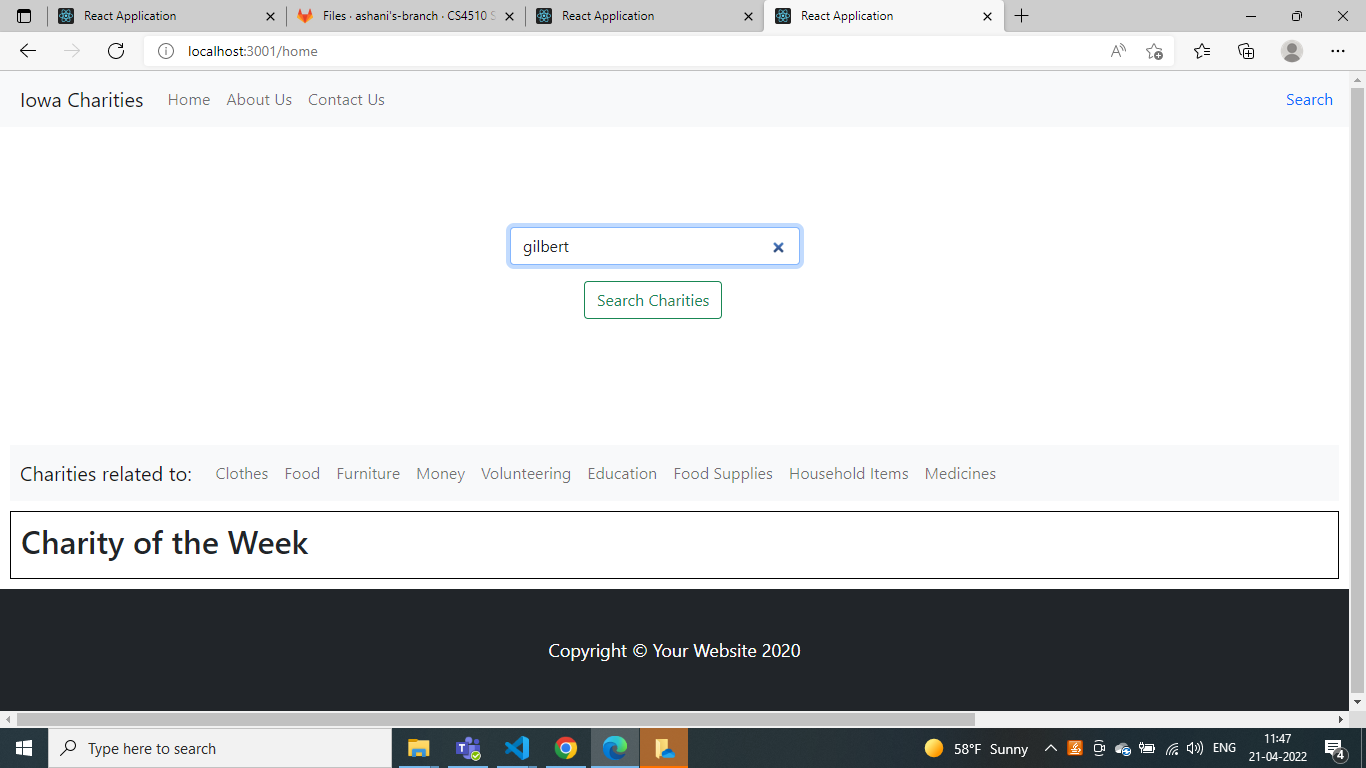 React Application
Files · ashani's-branch · CS4510 S
React Application
React Application
localhost:3001/home
Iowa Charities Home About Us Contact Us Search
gilbert
Search Charities
Charities related to: Clothes Food Furniture Money Volunteering Education Food Supplies Household Items Medicines
Charity of the Week
Copyright © Your Website 2020
Type here to search
58°F Sunny
ENG
11:47
21-04-2022
4